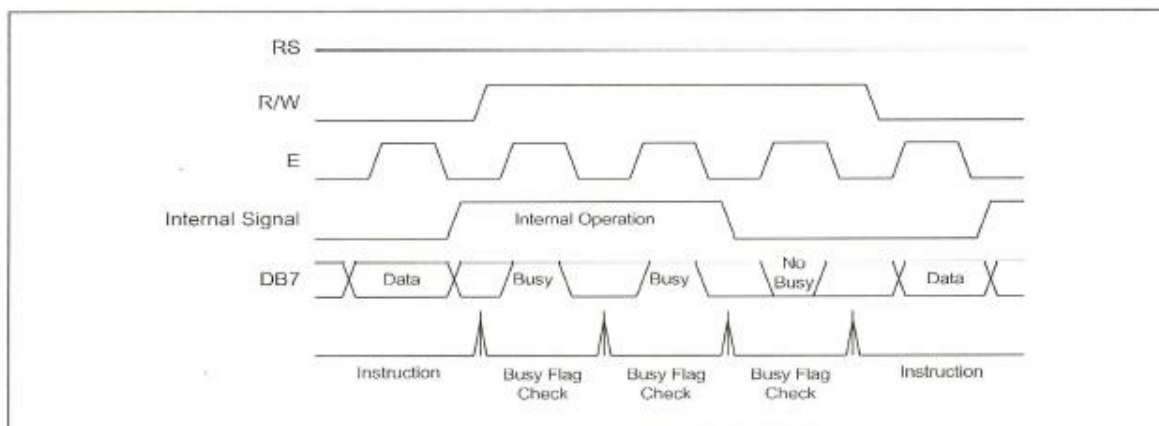 RS
R/W
E
Internal Signal
Internal Operation
DB7
Data
Busy
Busy
No
Busy
Data
Instruction
Busy Flag
Check
Busy Flag
Check
Busy Flag
Check
Instruction